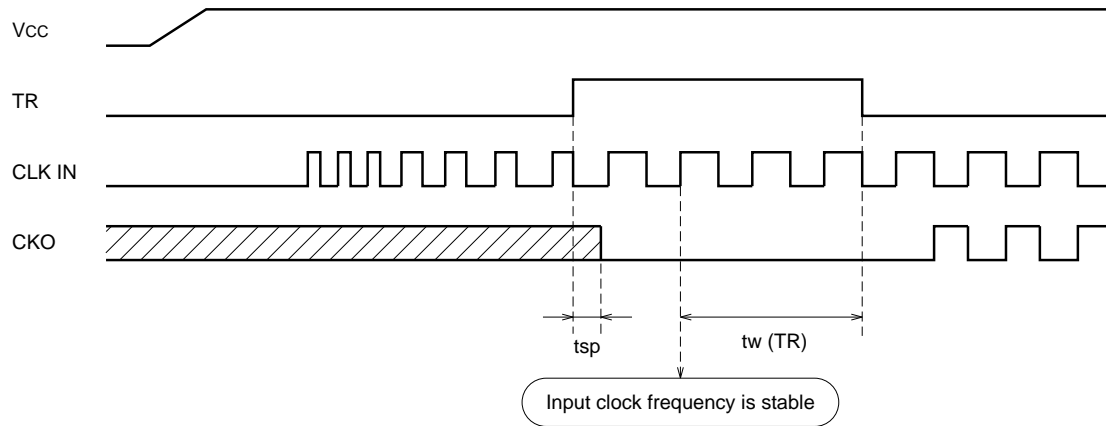 Vcc
TR
CLK IN
CKO
tsp
tw (TR)
Input clock frequency is stable